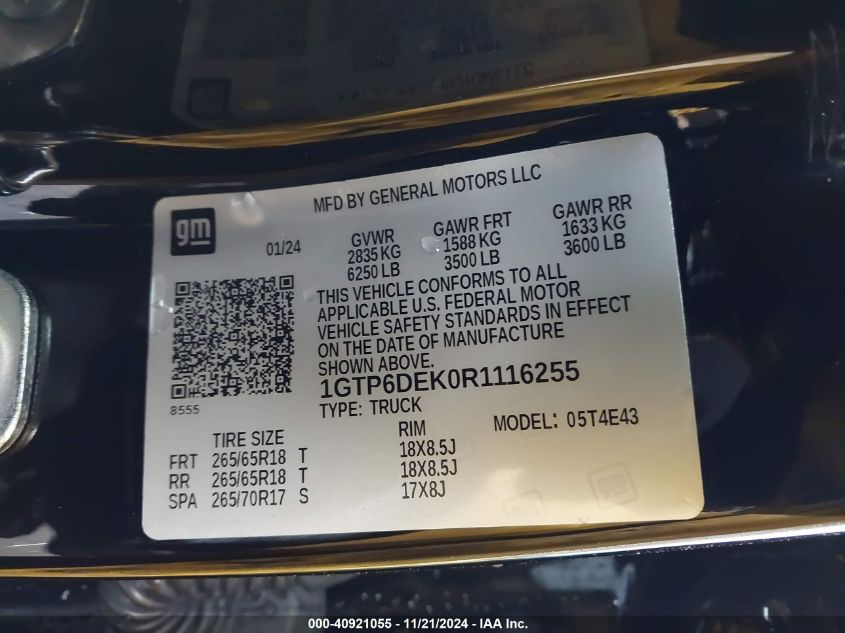 gm
MFD BY GENERAL MOTORS LLC
01/24
GVWR GAWR FRT GAWR RR
2835 KG 1588 KG 1633 KG
6250 LB 3500 LB 3600 LB
THIS VEHICLE CONFORMS TO ALL
APPLICABLE U.S. FEDERAL MOTOR
VEHICLE SAFETY STANDARDS IN EFFECT
ON THE DATE OF MANUFACTURE
SHOWN ABOVE.
8555
1GTP6DEK0R1116255
TYPE: TRUCK
MODEL: 05T4E43
TIRE SIZE RIM
FRT 265/65R18 T 18X8.5J
RR 265/65R18 T 18X8.5J
SPA 265/70R17 S 17X8J
000-40921055 - 11/21/2024 - IAA Inc.